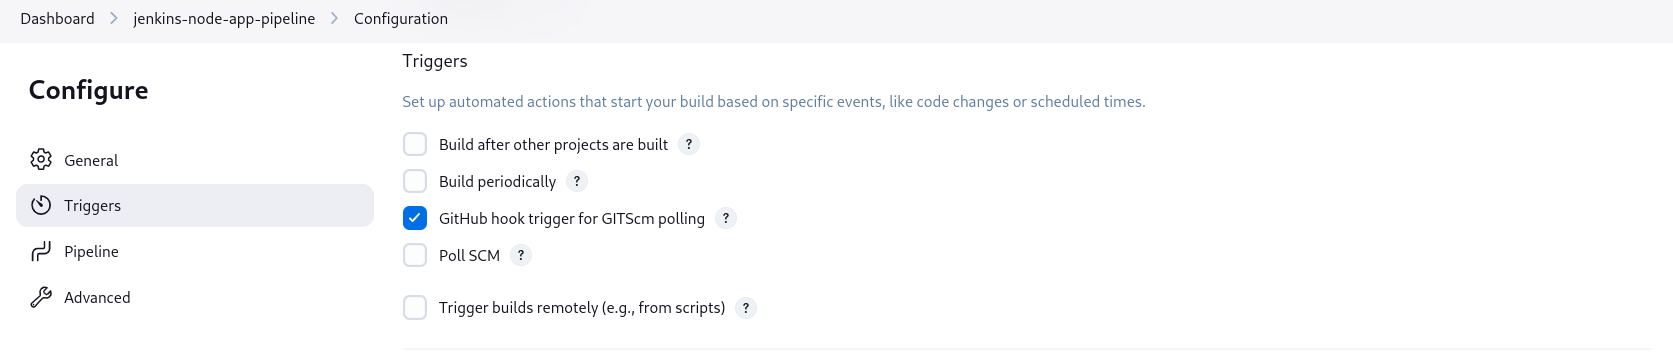 Dashboard > jenkins-node-app-pipeline > Configuration
Configure
General
Triggers
Pipeline
Advanced
Triggers
Set up automated actions that start your build based on specific events, like code changes or scheduled times.
Build after other projects are built ?
Build periodically ?
GitHub hook trigger for GITScm polling ?
Poll SCM ?
Trigger builds remotely (e.g., from scripts) ?